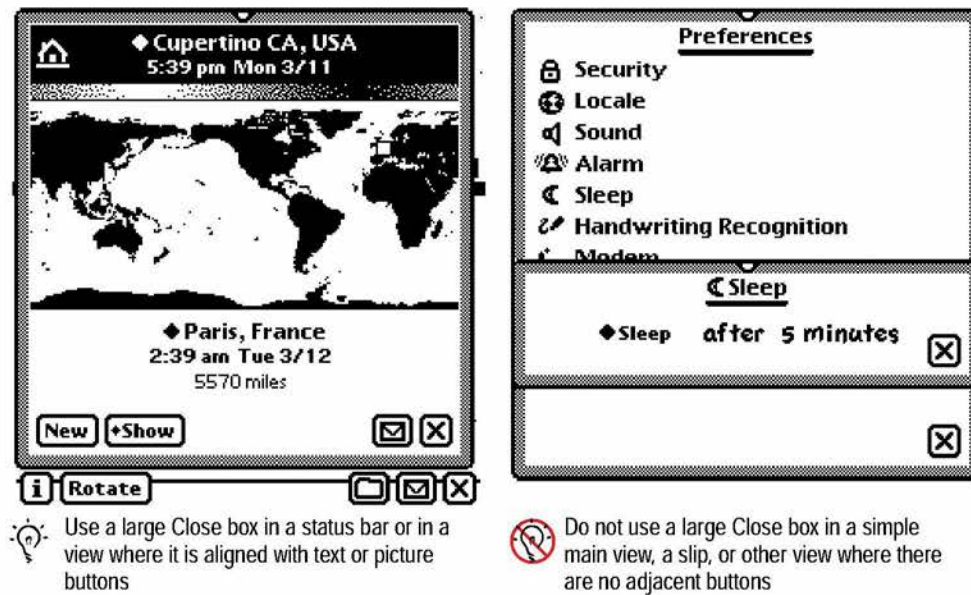 Cupertino CA, USA
5:39 pm Mon 3/11
Paris, France
2:39 am Tue 3/12
5570 miles
New
Show
i
Rotate
Use a large Close box in a status bar or in a
view where it is aligned with text or picture
buttons
Preferences
Security
Locale
Sound
Alarm
Sleep
Handwriting Recognition
Modem
Sleep
Sleep after 5 minutes
Do not use a large Close box in a simple
main view, a slip, or other view where there
are no adjacent buttons